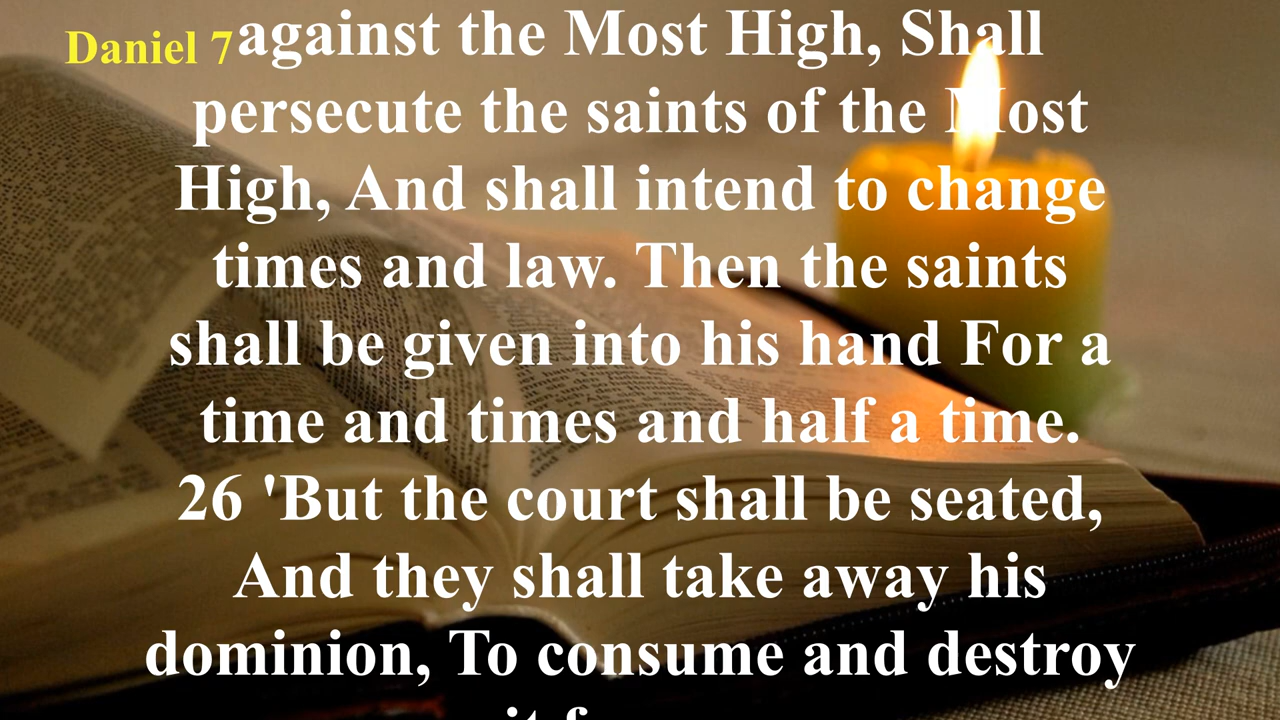 Daniel 7
against the Most High, Shall
persecute the saints of the Most
High, And shall intend to change
times and law. Then the saints
shall be given into his hand For a
time and times and half a time.
26 'But the court shall be seated,
And they shall take away his
dominion, To consume and destroy